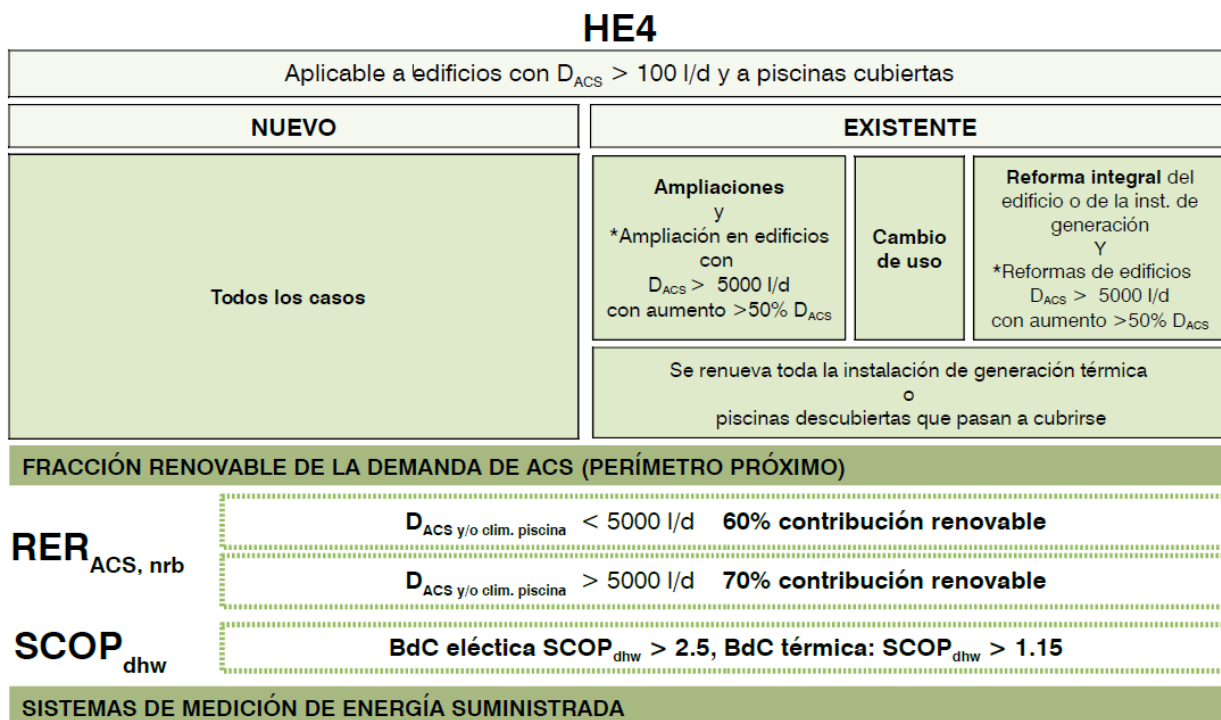 HE4
Aplicable a edificios con DACS > 100 l/d y a piscinas cubiertas
NUEVO
EXISTENTE
Todos los casos
Ampliaciones
y
*Ampliación en edificios
con
DACS > 5000 l/d
con aumento >50% DACS
Cambio
de uso
Reforma integral del
edificio o de la inst. de
generación
Y
*Reformas de edificios
DACS > 5000 l/d
con aumento >50% DACS
Se renueva toda la instalación de generación térmica
o
piscinas descubiertas que pasan a cubrirse
FRACCIÓN RENOVABLE DE LA DEMANDA DE ACS (PERÍMETRO PRÓXIMO)
RERACS, nrb
DACS y/o clim. piscina < 5000 l/d 60% contribución renovable
DACS y/o clim. piscina > 5000 l/d 70% contribución renovable
SCOPdhw
BdC eléctica SCOPdhw > 2.5, BdC térmica: SCOPdhw > 1.15
SISTEMAS DE MEDICIÓN DE ENERGÍA SUMINISTRADA